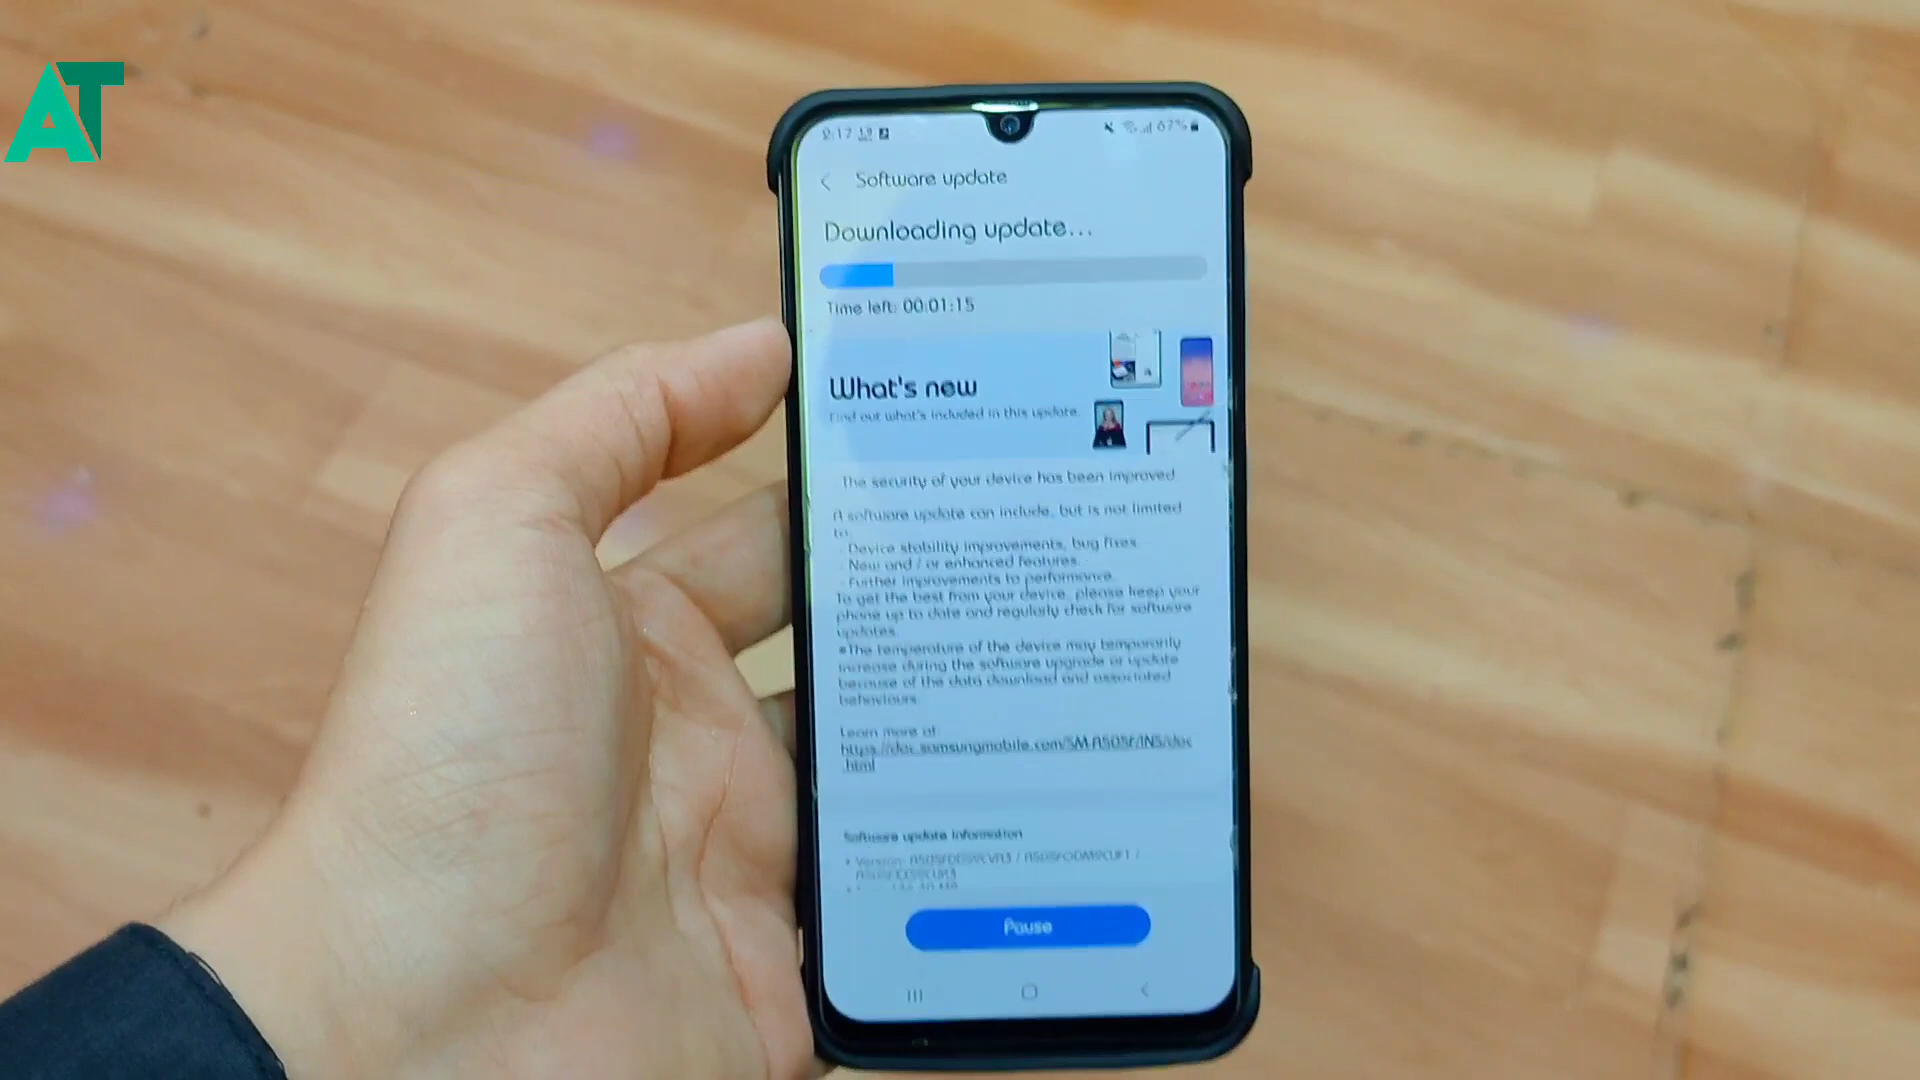 AT
9:17
67%
Software update
Downloading update...
Time left: 00:01:15
What's new
Find out what's included in this update.
The security of your device has been improved
A software update can include, but is not limited
to:
- Device stability improvements, bug fixes.
- New and / or enhanced features.
- Further improvements to performance.
To get the best from your device, please keep your
phone up to date and regularly check for software
updates.
*The temperature of the device may temporarily
increase during the software upgrade or update
because of the data download and associated
behaviours.
Learn more at:
https://doc.samsungmobile.com/SM-A505F/INS/doc
.html
Software update information
• Version:
Pause